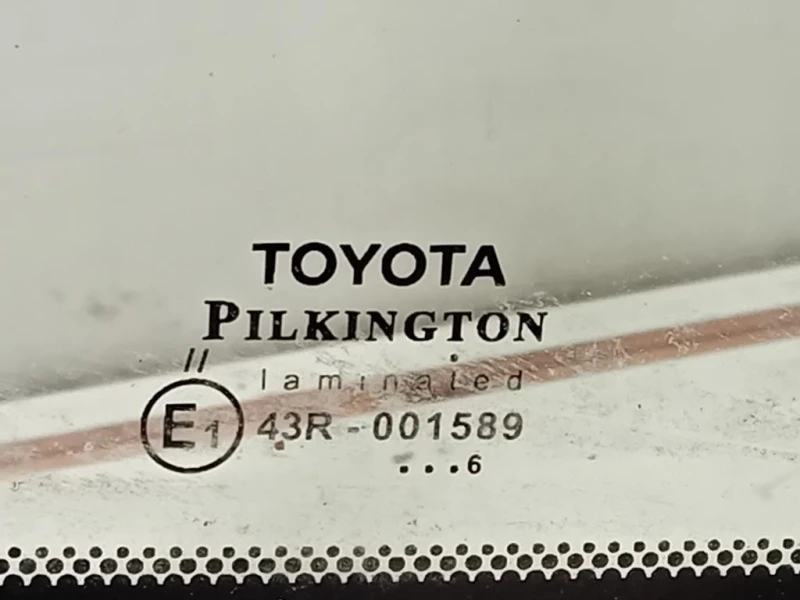 TOYOTA
PILKINGTON
//
laminated
E1 43R - 001589
...6